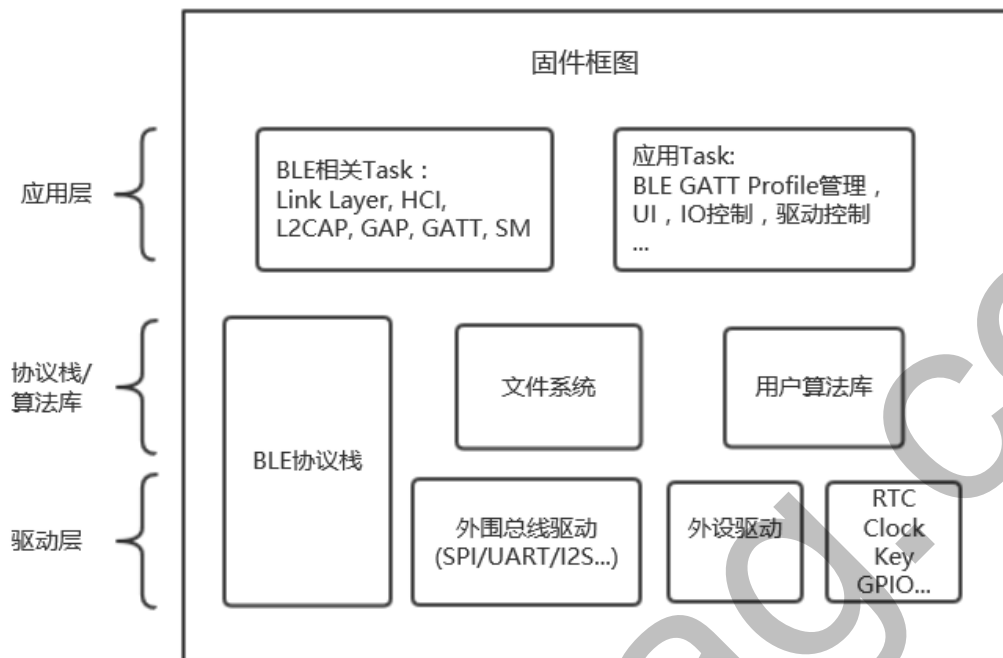 固件框图
应用层
BLE相关Task：
Link Layer, HCI,
L2CAP, GAP, GATT, SM
应用Task:
BLE GATT Profile管理，
UI，IO控制，驱动控制
...
协议栈/
算法库
BLE协议栈
文件系统
用户算法库
驱动层
外围总线驱动
(SPI/UART/I2S...)
外设驱动
RTC
Clock
Key
GPIO...